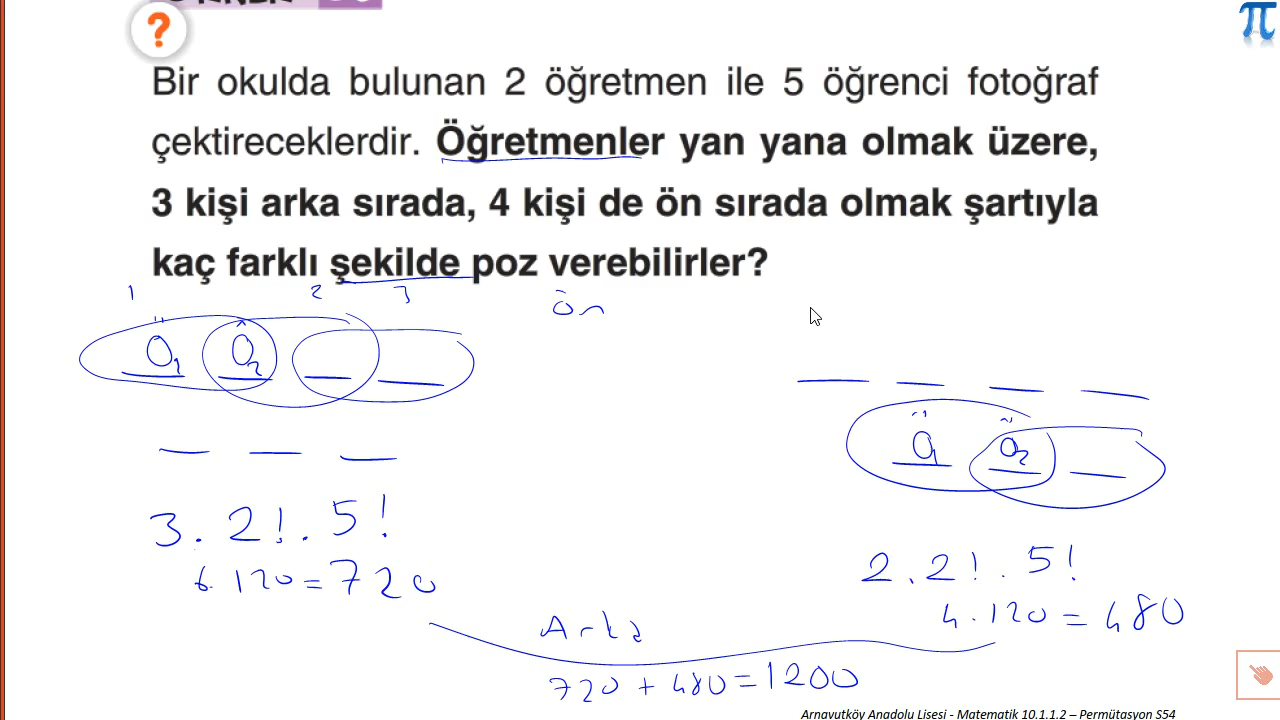 ?
π
Bir okulda bulunan 2 öğretmen ile 5 öğrenci fotoğraf
çektireceklerdir. Öğretmenler yan yana olmak üzere,
3 kişi arka sırada, 4 kişi de ön sırada olmak şartıyla
kaç farklı şekilde poz verebilirler?
1 2 3
ön
Ö1 Ö2
Ö1 Ö2
3. 2! . 5!
6. 120 = 720
2. 2! . 5!
4. 120 = 480
Arka
720 + 480 = 1200
Arnavutköy Anadolu Lisesi - Matematik 10.1.1.2 – Permütasyon S54